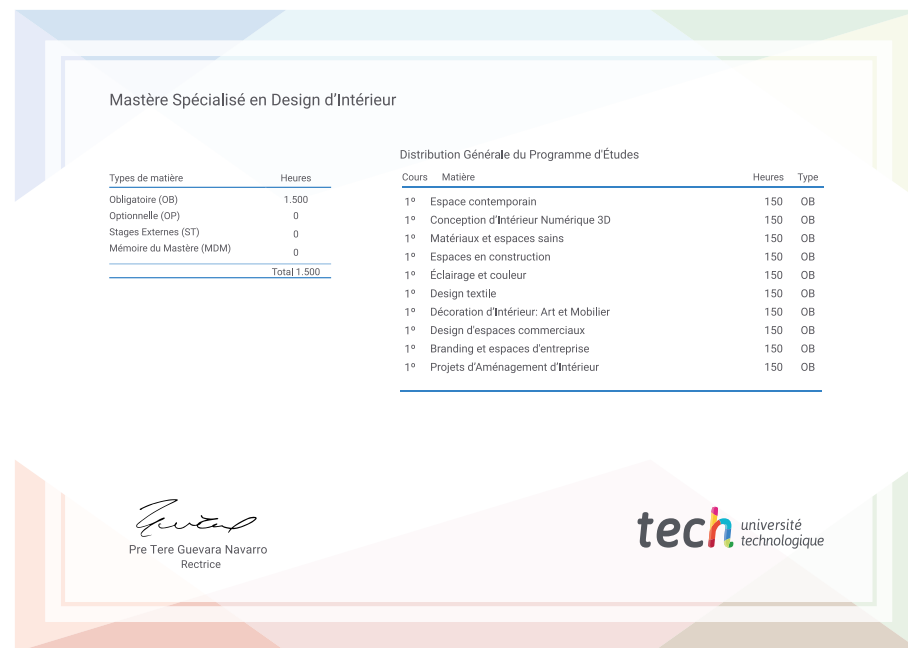 Mastère Spécialisé en Design d'Intérieur
Types de matière Heures
Obligatoire (OB) 1.500
Optionnelle (OP) 0
Stages Externes (ST) 0
Mémoire du Mastère (MDM) 0
Total 1.500
Distribution Générale du Programme d'Études
Cours Matière Heures Type
1º Espace contemporain 150 OB
1º Conception d'Intérieur Numérique 3D 150 OB
1º Matériaux et espaces sains 150 OB
1º Espaces en construction 150 OB
1º Éclairage et couleur 150 OB
1º Design textile 150 OB
1º Décoration d'Intérieur: Art et Mobilier 150 OB
1º Design d'espaces commerciaux 150 OB
1º Branding et espaces d'entreprise 150 OB
1º Projets d'Aménagement d'Intérieur 150 OB
Pre Tere Guevara Navarro
Rectrice
tech université
technologique